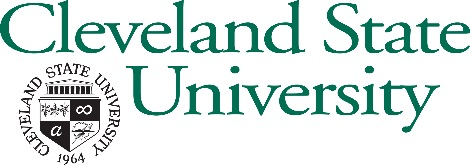 Cleveland State
University
CLEVELAND STATE UNIVERSITY
a ∞
1964